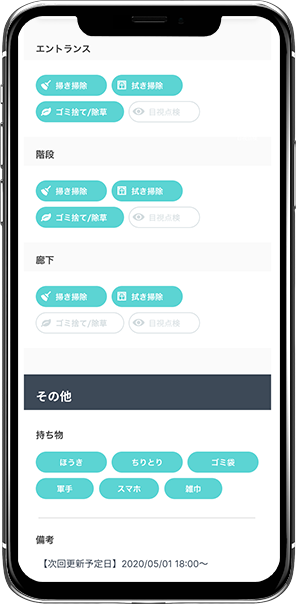 エントランス
掃き掃除 拭き掃除
ゴミ捨て/除草 目視点検
階段
掃き掃除 拭き掃除
ゴミ捨て/除草 目視点検
廊下
掃き掃除 拭き掃除
ゴミ捨て/除草 目視点検
その他
持ち物
ほうき ちりとり ゴミ袋
軍手 スマホ 雑巾
備考
【次回更新予定日】2020/05/01 18:00〜